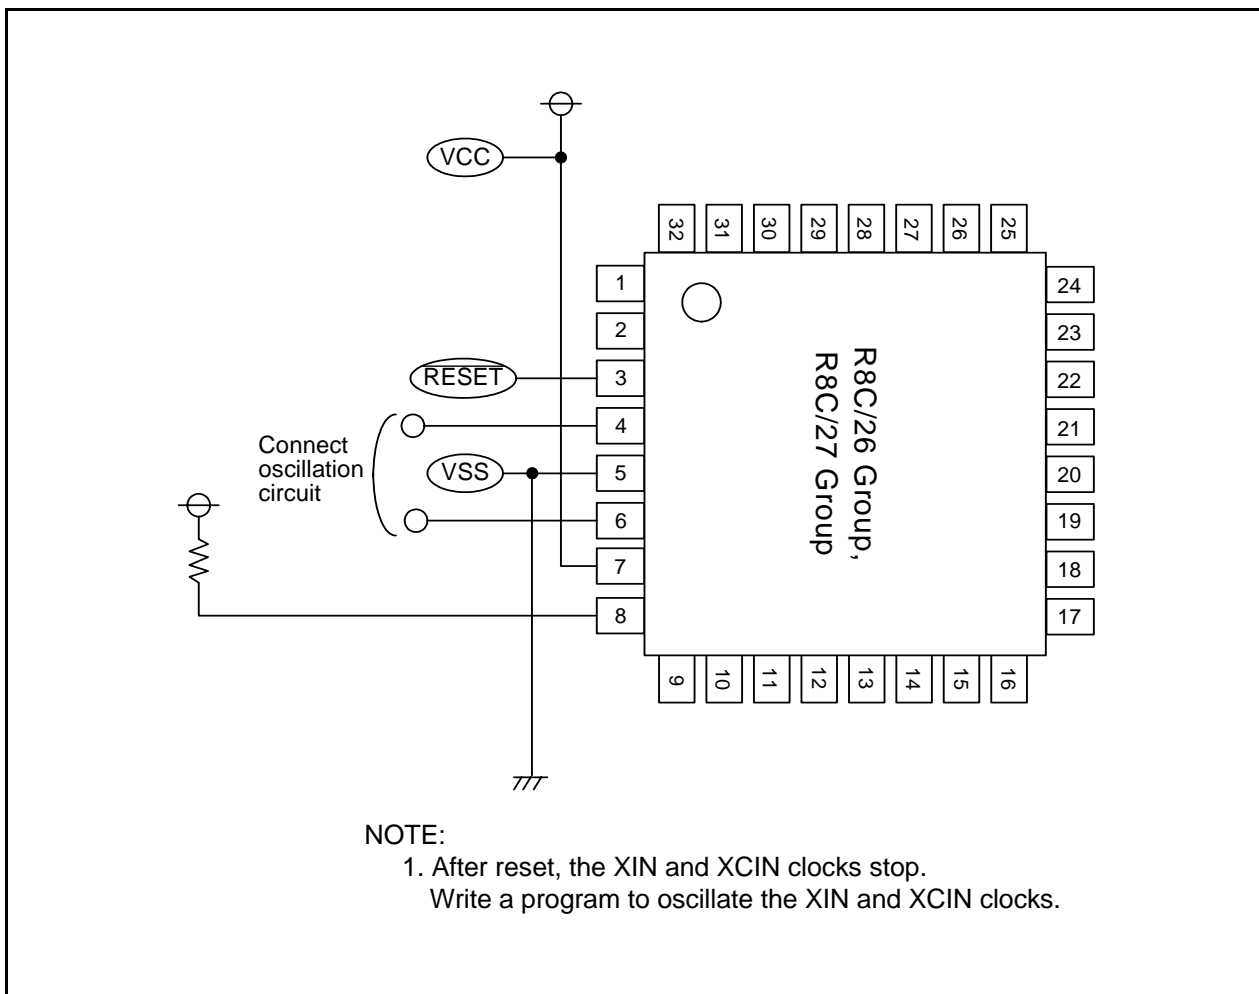 VCC
32
31
30
29
28
27
26
25
1
2
RESET
3
4
Connect
oscillation
circuit
VSS
5
6
7
8
24
23
22
21
20
19
18
17
R8C/26 Group,
R8C/27 Group
9
10
11
12
13
14
15
16
NOTE:
1. After reset, the XIN and XCIN clocks stop.
Write a program to oscillate the XIN and XCIN clocks.